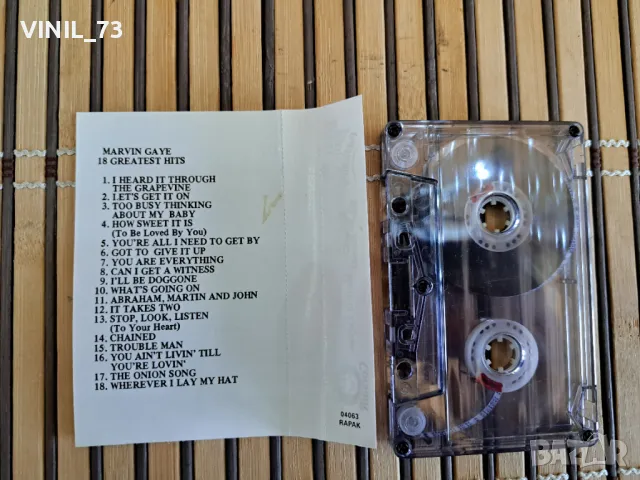 VINIL_73
MARVIN GAYE
18 GREATEST HITS
1. I HEARD IT THROUGH
THE GRAPEVINE
2. LET'S GET IT ON
3. TOO BUSY THINKING
ABOUT MY BABY
4. HOW SWEET IT IS
(To Be Loved By You)
5. YOU'RE ALL I NEED TO GET BY
6. GOT TO GIVE IT UP
7. YOU ARE EVERYTHING
8. CAN I GET A WITNESS
9. I'LL BE DOGGONE
10. WHAT'S GOING ON
11. ABRAHAM, MARTIN AND JOHN
12. IT TAKES TWO
13. STOP, LOOK, LISTEN
(To Your Heart)
14. CHAINED
15. TROUBLE MAN
16. YOU AIN'T LIVIN' TILL
YOU'RE LOVIN'
17. THE ONION SONG
18. WHEREVER I LAY MY HAT
04063
RAPAK
BAZAR
bg